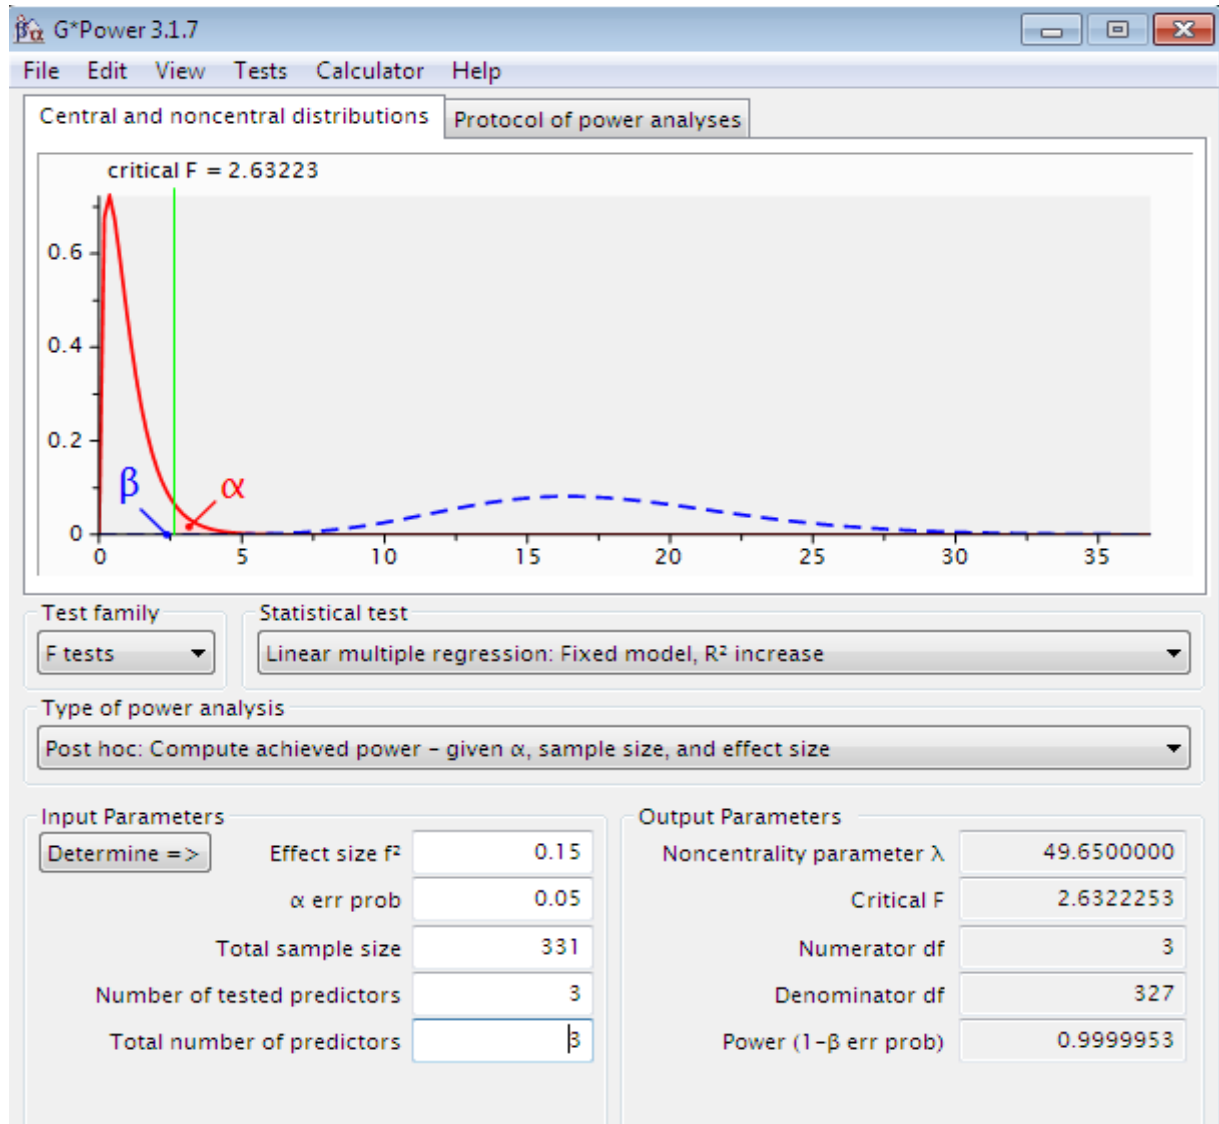 G*Power 3.1.7
File Edit View Tests Calculator Help
Central and noncentral distributions Protocol of power analyses
critical F = 2.63223
0.6
0.4
0.2
β α
0
0 5 10 15 20 25 30 35
Test family Statistical test
F tests Linear multiple regression: Fixed model, R² increase
Type of power analysis
Post hoc: Compute achieved power – given α, sample size, and effect size
Input Parameters Output Parameters
Determine => Effect size f² 0.15 Noncentrality parameter λ 49.6500000
α err prob 0.05 Critical F 2.6322253
Total sample size 331 Numerator df 3
Number of tested predictors 3 Denominator df 327
Total number of predictors 3 Power (1–β err prob) 0.9999953